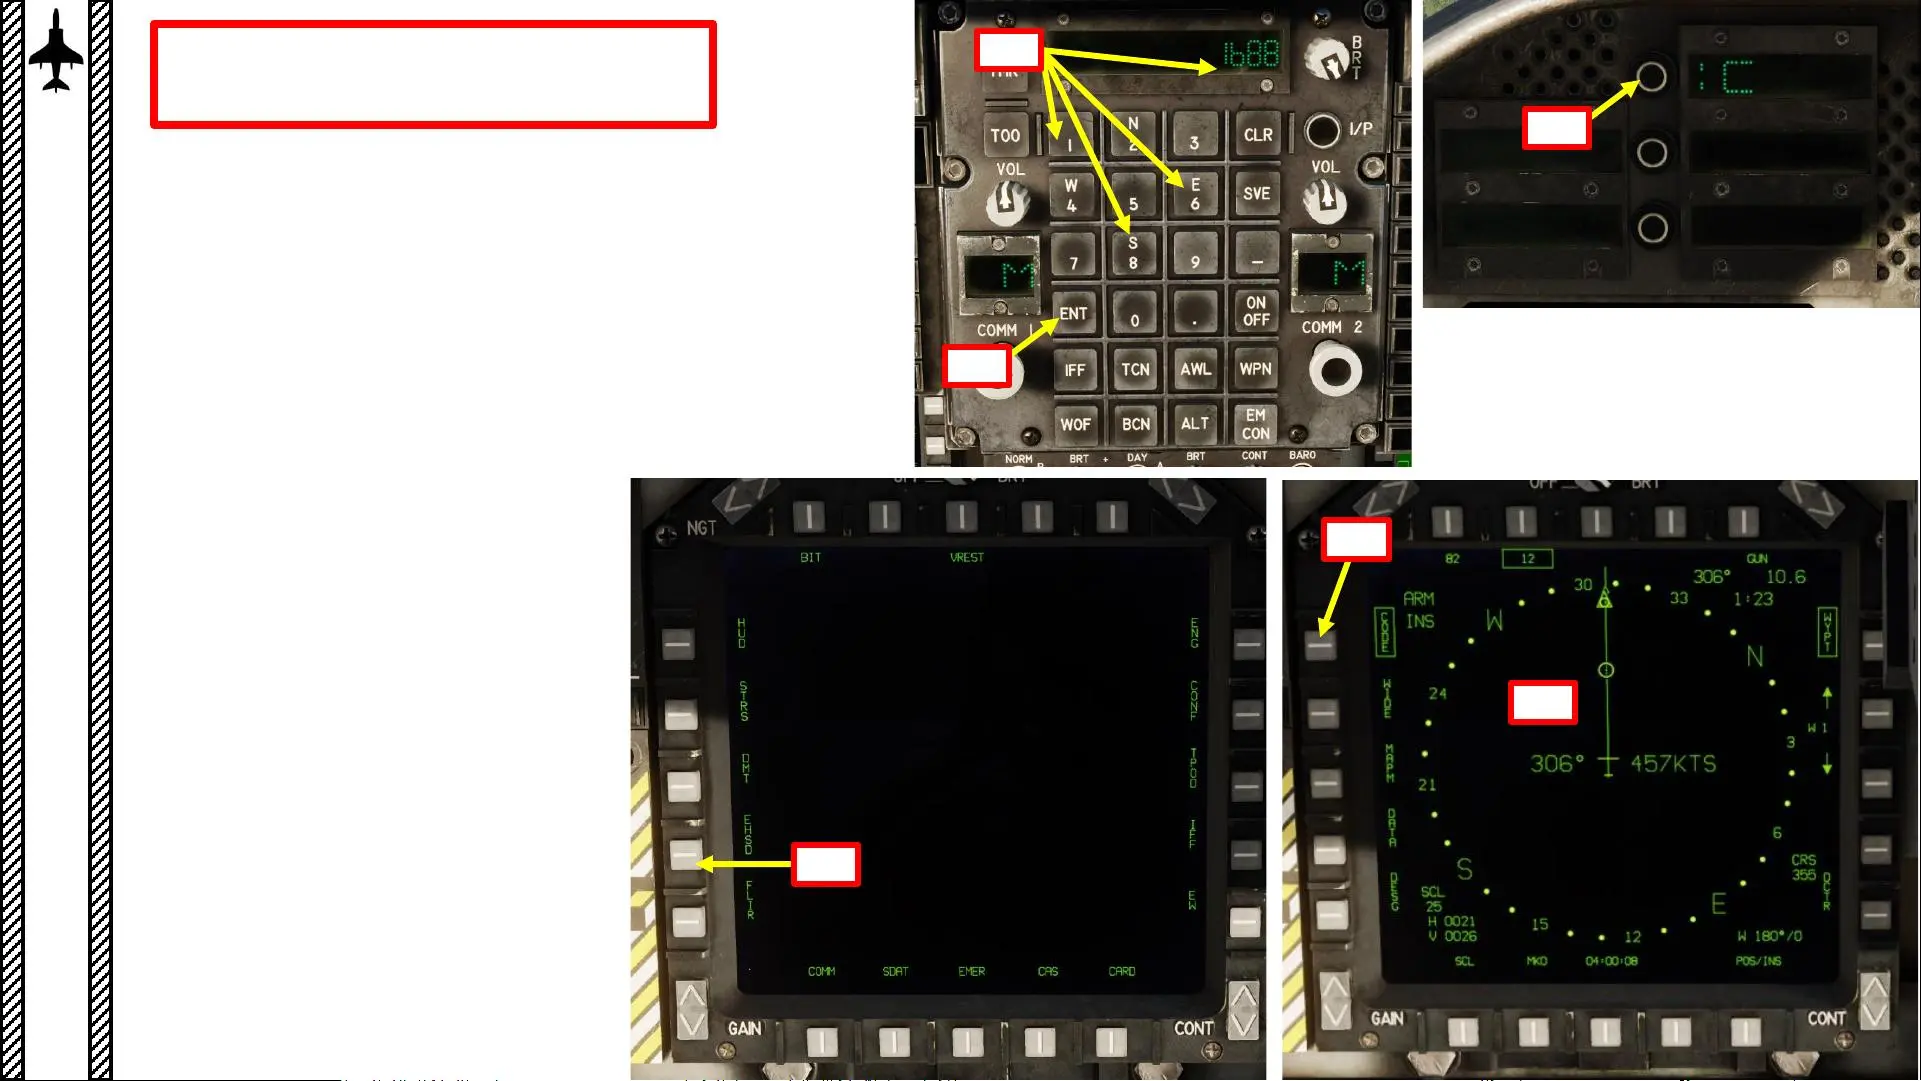 1688
BRT
TOO
1
N 2
3
CLR
I/P
VOL
VOL
W 4
5
E 6
SVE
7
S 8
9
–
M
M
ENT
0
.
ON OFF
COMM 1
COMM 2
IFF
TCN
AWL
WPN
WOF
BCN
ALT
EM CON
NORM
BRT
+
DAY
BRT
CONT
BARO
:C
NGT
BIT
VREST
HUD
ENG
STRS
CONF
DMT
TPOD
EHSD
IFF
FLIR
EW
COMM
SDAT
EMER
CAS
CARD
GAIN
CONT
OFF
BRT
82
12
GUN
306° 10.6
30
33
1:23
ARM
INS
CODE
WYPT
W
N
WIDE
24
W 1
MAPM
3
306°
457KTS
21
DATA
6
S
CRS
355
DESG
DCTR
SCL
25
E
H 0021
V 0026
15
12
W 180°/0
SCL
MKO
04:00:08
POS/INS
GAIN
CONT